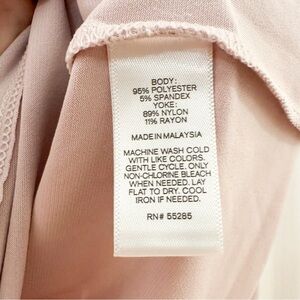 BODY:
95% POLYESTER
5% SPANDEX
YOKE:
89% NYLON
11% RAYON
MADE IN MALAYSIA
MACHINE WASH COLD
WITH LIKE COLORS.
GENTLE CYCLE. ONLY
NON-CHLORINE BLEACH
WHEN NEEDED. LAY
FLAT TO DRY. COOL
IRON IF NEEDED.
RN# 55285